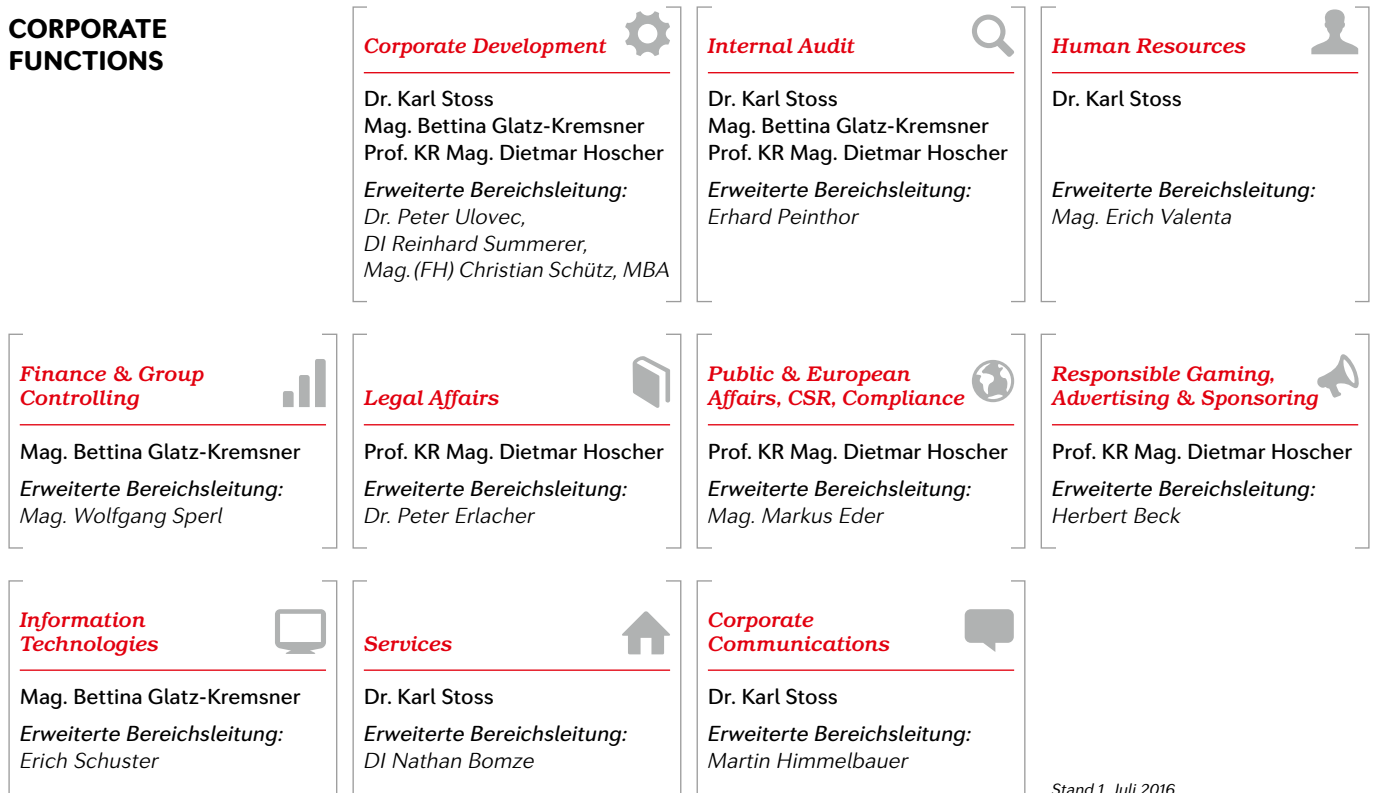 CORPORATE
FUNCTIONS
Corporate Development
Dr. Karl Stoss
Mag. Bettina Glatz-Kremsner
Prof. KR Mag. Dietmar Hoscher
Erweiterte Bereichsleitung:
Dr. Peter Ulovec,
DI Reinhard Summerer,
Mag.(FH) Christian Schütz, MBA
Internal Audit
Dr. Karl Stoss
Mag. Bettina Glatz-Kremsner
Prof. KR Mag. Dietmar Hoscher
Erweiterte Bereichsleitung:
Erhard Peinthor
Human Resources
Dr. Karl Stoss
Erweiterte Bereichsleitung:
Mag. Erich Valenta
Finance & Group
Controlling
Mag. Bettina Glatz-Kremsner
Erweiterte Bereichsleitung:
Mag. Wolfgang Sperl
Legal Affairs
Prof. KR Mag. Dietmar Hoscher
Erweiterte Bereichsleitung:
Dr. Peter Erlacher
Public & European
Affairs, CSR, Compliance
Prof. KR Mag. Dietmar Hoscher
Erweiterte Bereichsleitung:
Mag. Markus Eder
Responsible Gaming,
Advertising & Sponsoring
Prof. KR Mag. Dietmar Hoscher
Erweiterte Bereichsleitung:
Herbert Beck
Information
Technologies
Mag. Bettina Glatz-Kremsner
Erweiterte Bereichsleitung:
Erich Schuster
Services
Dr. Karl Stoss
Erweiterte Bereichsleitung:
DI Nathan Bomze
Corporate
Communications
Dr. Karl Stoss
Erweiterte Bereichsleitung:
Martin Himmelbauer
Stand 1. Juli 2016